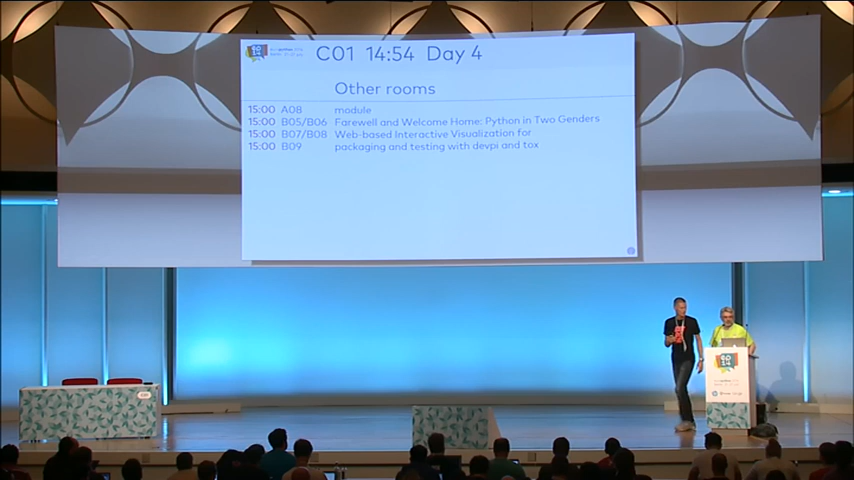 C01 14:54 Day 4
Other rooms
15:00 A08 module
15:00 B05/B06 Farewell and Welcome Home: Python in Two Genders
15:00 B07/B08 Web-based Interactive Visualization for
15:00 B09 packaging and testing with devpi and tox